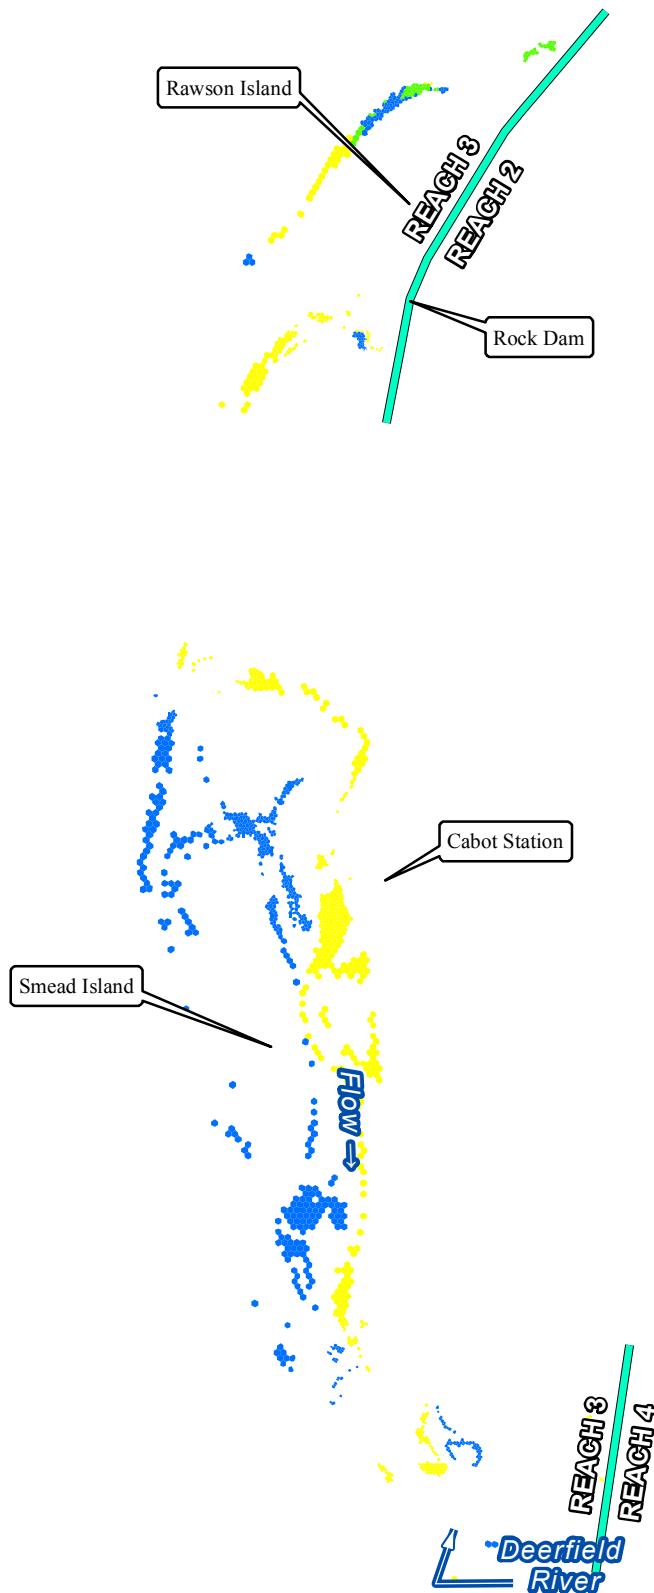 Rawson Island
REACH 3
REACH 2
Rock Dam
Cabot Station
Smead Island
Flow
REACH 3
REACH 4
Deerfield
River